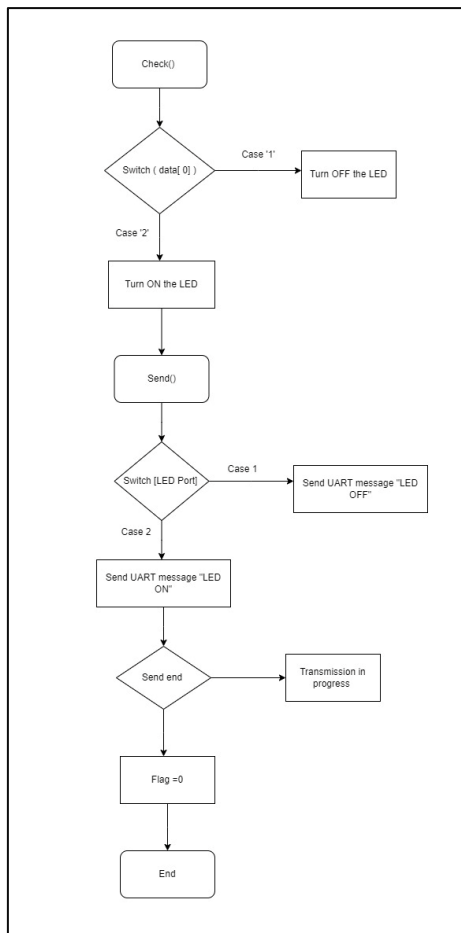 Check()
Switch ( data[ 0] )
Case '1'
Turn OFF the LED
Case '2'
Turn ON the LED
Send()
Switch [LED Port]
Case 1
Send UART message "LED
OFF"
Case 2
Send UART message "LED
ON"
Send end
Transmission in
progress
Flag =0
End